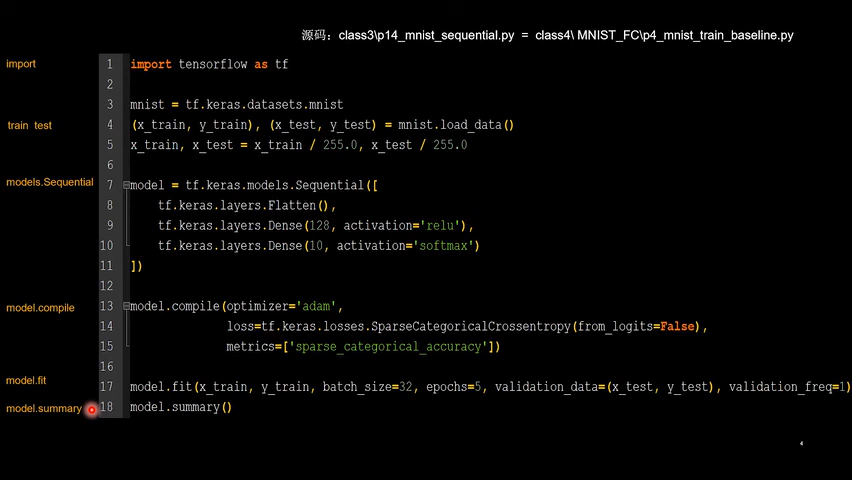 源码：class3\p14_mnist_sequential.py = class4\ MNIST_FC\p4_mnist_train_baseline.py
import 1 import tensorflow as tf
2
3 mnist = tf.keras.datasets.mnist
train test 4 (x_train, y_train), (x_test, y_test) = mnist.load_data()
5 x_train, x_test = x_train / 255.0, x_test / 255.0
6
models.Sequential 7 model = tf.keras.models.Sequential([
8 tf.keras.layers.Flatten(),
9 tf.keras.layers.Dense(128, activation='relu'),
10 tf.keras.layers.Dense(10, activation='softmax')
11 ])
12
model.compile 13 model.compile(optimizer='adam',
14 loss=tf.keras.losses.SparseCategoricalCrossentropy(from_logits=False),
15 metrics=['sparse_categorical_accuracy'])
16
model.fit 17 model.fit(x_train, y_train, batch_size=32, epochs=5, validation_data=(x_test, y_test), validation_freq=1)
model.summary 18 model.summary()
4